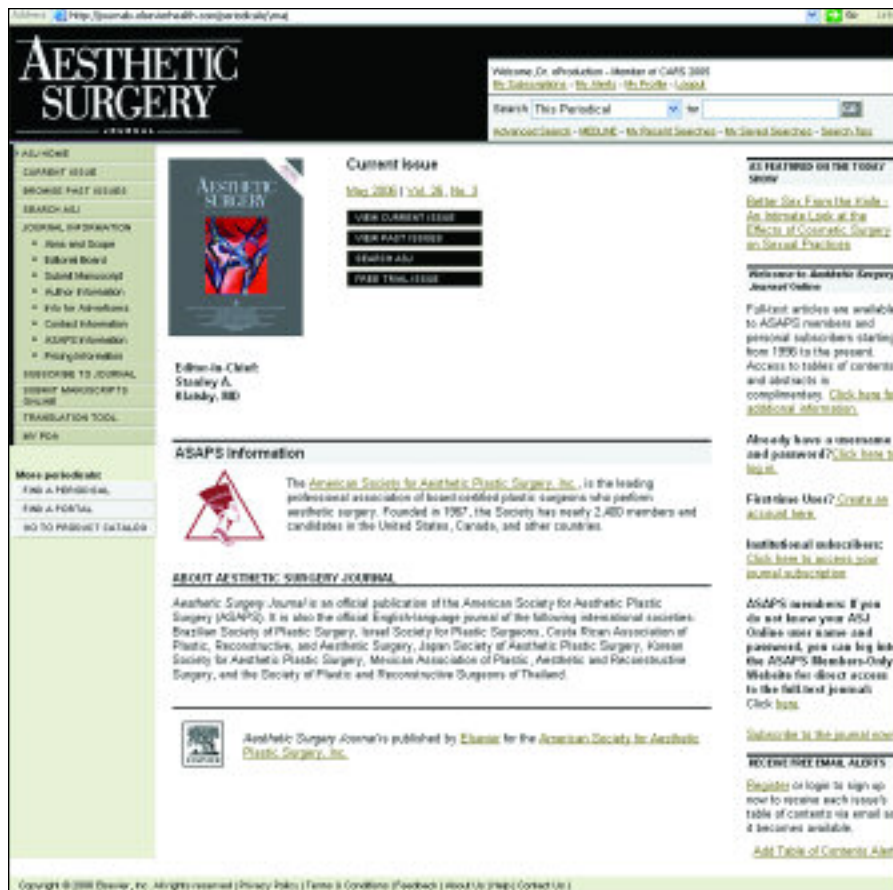 Address http://journals.elsevierhealth.com/periodicals/ymaj Go
AESTHETIC
SURGERY
JOURNAL
Welcome, Dr. eProduction - Member of CARS 2005
My Subscriptions - My Alerts - My Profile - Logout
Search This Periodical for
Advanced Search - MEDLINE - My Recent Searches - My Saved Searches - Search Tips
ASJ HOME
CURRENT ISSUE
BROWSE PAST ISSUES
SEARCH ASJ
JOURNAL INFORMATION
Aims and Scope
Editorial Board
Submit Manuscript
Author Information
Info for Advertisers
Contact Information
ASAPS Information
Pricing Information
SUBSCRIBE TO JOURNAL
SUBMIT MANUSCRIPTS
ONLINE
TRANSLATION TOOL
MY PDA
More periodicals:
FIND A PERIODICAL
FIND A PORTAL
GO TO PRODUCT CATALOG
AESTHETIC
SURGERY
Editor-in-Chief:
Stanley A.
Klatsky, MD
Current Issue
May 2006 | Vol. 26, No. 3
VIEW CURRENT ISSUE
VIEW PAST ISSUES
SEARCH ASJ
FREE TRIAL ISSUE
ASAPS Information
The American Society for Aesthetic Plastic Surgery, Inc., is the leading
professional association of board certified plastic surgeons who perform
aesthetic surgery. Founded in 1967, the Society has nearly 2,400 members and
candidates in the United States, Canada, and other countries.
ABOUT AESTHETIC SURGERY JOURNAL
Aesthetic Surgery Journal is an official publication of the American Society for Aesthetic Plastic
Surgery (ASAPS). It is also the official English-language journal of the following international societies:
Brazilian Society of Plastic Surgery, Israel Society for Plastic Surgeons, Costa Rican Association of
Plastic, Reconstructive, and Aesthetic Surgery, Japan Society of Aesthetic Plastic Surgery, Korean
Society for Aesthetic Plastic Surgery, Mexican Association of Plastic, Aesthetic and Reconstructive
Surgery, and the Society of Plastic and Reconstructive Surgeons of Thailand.
ELSEVIER
Aesthetic Surgery Journal is published by Elsevier for the American Society for Aesthetic
Plastic Surgery, Inc.
AS FEATURED ON THE TODAY
SHOW
Better Sex From the Knife -
An Intimate Look at the
Effects of Cosmetic Surgery
on Sexual Practices
Welcome to Aesthetic Surgery
Journal Online
Full-text articles are available
to ASAPS members and
personal subscribers starting
from 1996 to the present.
Access to tables of contents
and abstracts is
complimentary. Click here for
additional information.
Already have a username
and password? Click here to
log in.
First-time User? Create an
account here.
Institutional subscribers:
Click here to access your
journal subscription
ASAPS members: If you
do not know your ASJ
Online user name and
password, you can log into
the ASAPS Members-Only
Website for direct access
to the full-text journal:
Click here.
Subscribe to the journal now!
RECEIVE FREE EMAIL ALERTS
Register or login to sign up
now to receive each issue's
table of contents via email as
it becomes available.
Add Table of Contents Alert
Copyright © 2006 Elsevier, Inc. All rights reserved | Privacy Policy | Terms & Conditions | Feedback | About Us | Help | Contact Us |